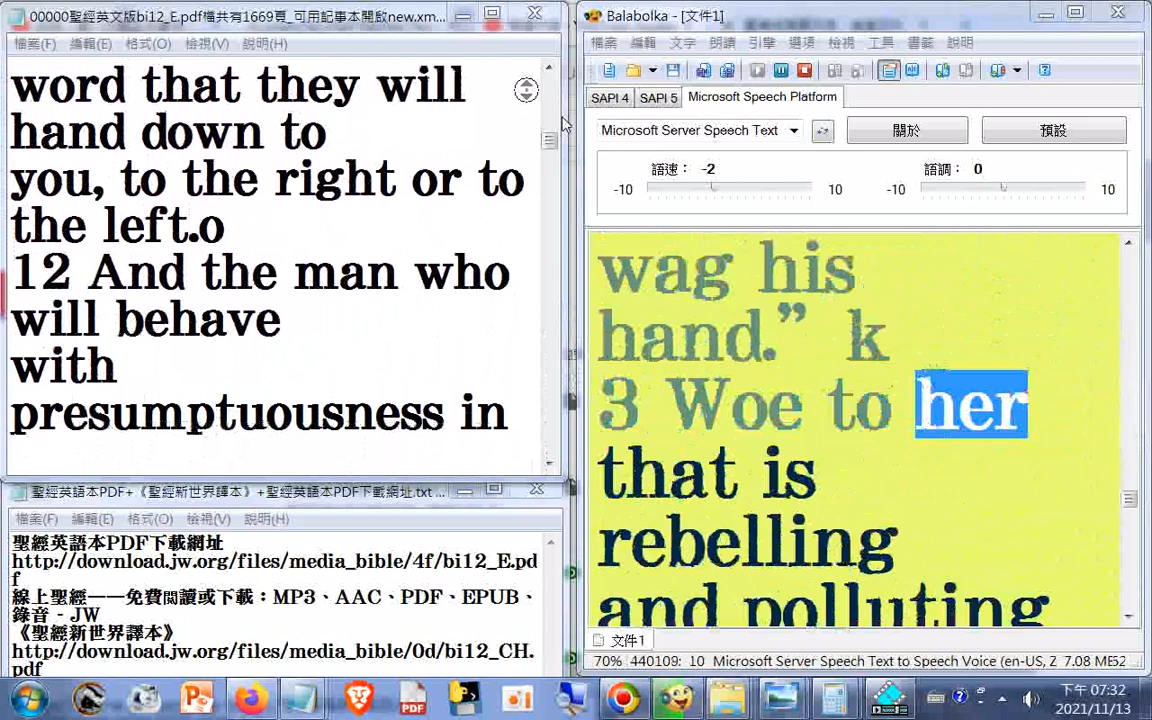 00000聖經英文版bi12_E.pdf檔共有1669頁_可用記事本開啟new.xm...
檔案(F) 編輯(E) 格式(O) 檢視(V) 說明(H)
word that they will
hand down to
you, to the right or to
the left.o
12 And the man who
will behave
with
presumptuousness in
聖經英語本PDF+《聖經新世界譯本》+聖經英語本PDF下載網址.txt ...
檔案(F) 編輯(E) 格式(O) 檢視(V) 說明(H)
聖經英語本PDF下載網址
http://download.jw.org/files/media_bible/4f/bi12_E.pd
f
線上聖經——免費閱讀或下載：MP3、AAC、PDF、EPUB、
錄音 - JW
《聖經新世界譯本》
http://download.jw.org/files/media_bible/0d/bi12_CH.
pdf
Balabolka - [文件1]
檔案 編輯 文字 朗讀 引擎 選項 檢視 工具 書籤 說明
SAPI 4 SAPI 5 Microsoft Speech Platform
Microsoft Server Speech Text 關於 預設
語速： -2 語調： 0
-10 10 -10 10
wag his
hand.” k
3 Woe to her
that is
rebelling
and polluting
文件1
70% 440109: 10 Microsoft Server Speech Text to Speech Voice (en-US, Z 7.08 ME52
下午 07:32
2021/11/13